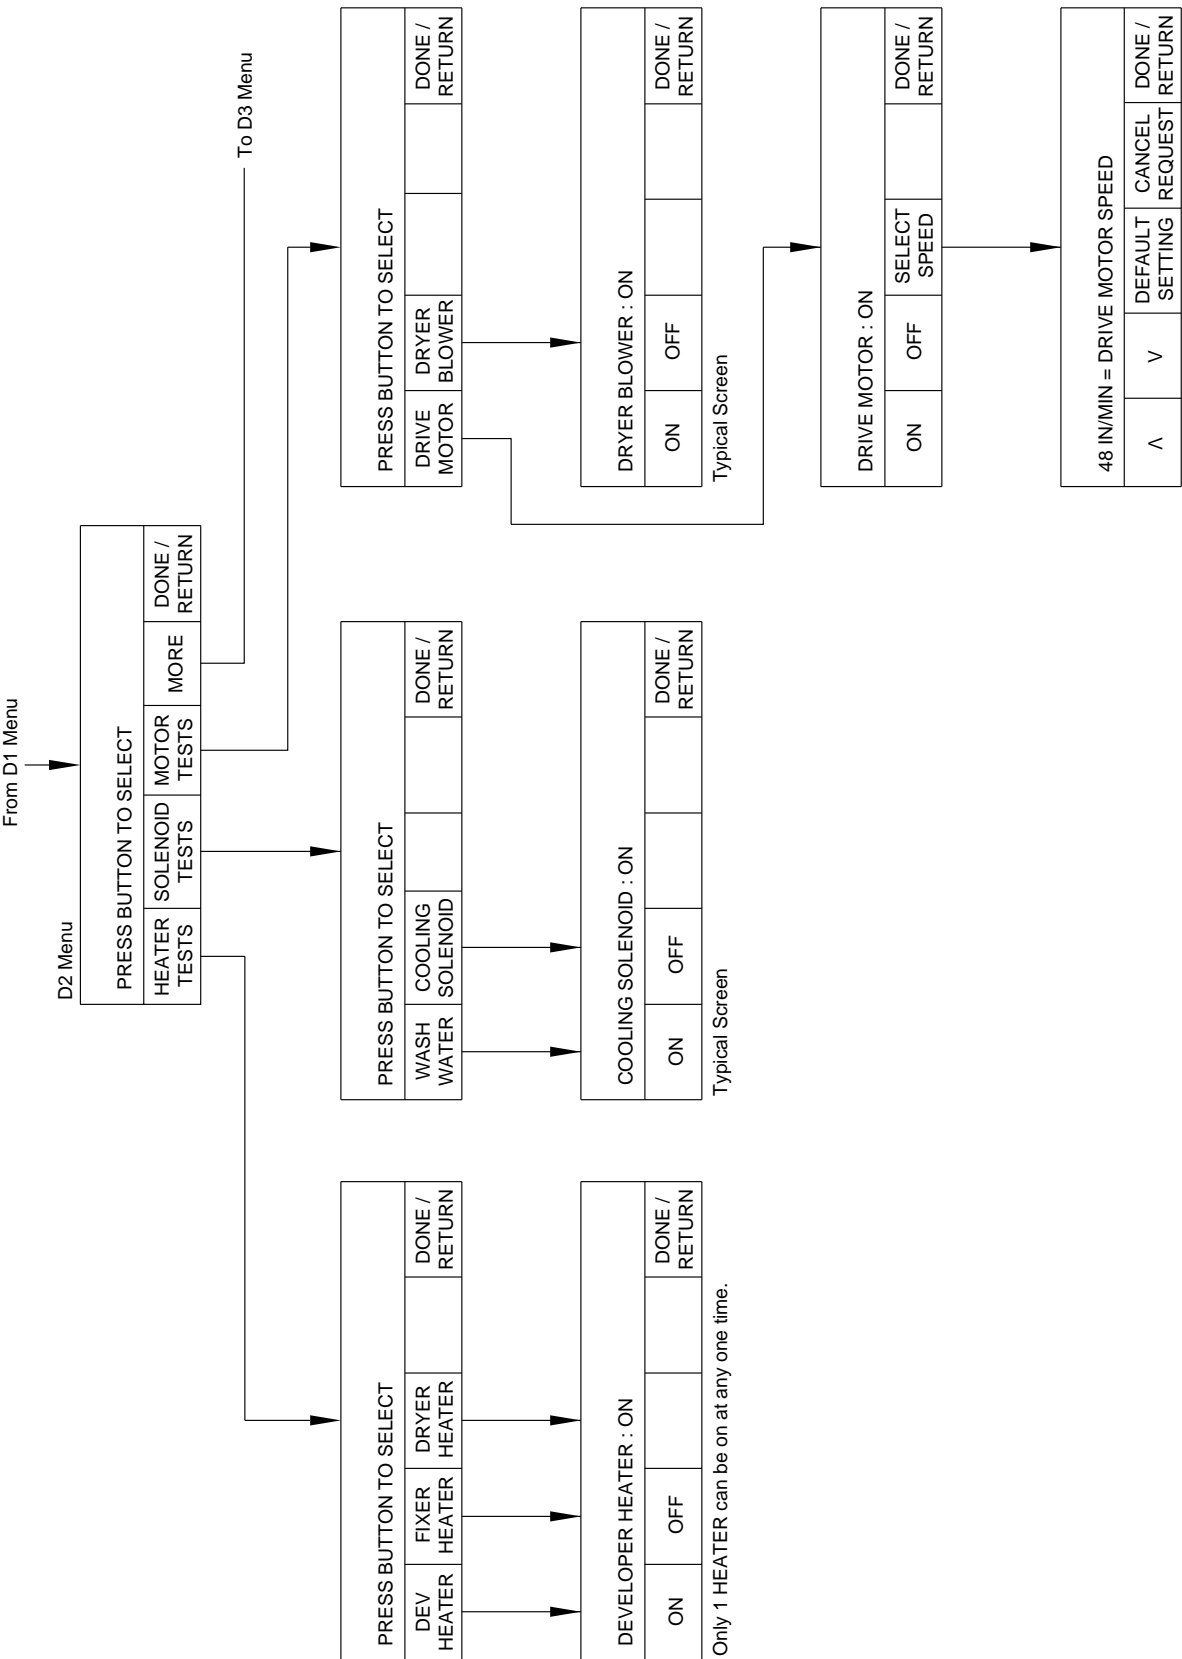 From D1 Menu
D2 Menu
PRESS BUTTON TO SELECT
HEATER
TESTS
SOLENOID
TESTS
MOTOR
TESTS
MORE
DONE /
RETURN
To D3 Menu
PRESS BUTTON TO SELECT
DEV
HEATER
FIXER
HEATER
DRYER
HEATER
DONE /
RETURN
DEVELOPER HEATER : ON
ON
OFF
DONE /
RETURN
Only 1 HEATER can be on at any one time.
PRESS BUTTON TO SELECT
WASH
WATER
COOLING
SOLENOID
DONE /
RETURN
COOLING SOLENOID : ON
ON
OFF
DONE /
RETURN
Typical Screen
PRESS BUTTON TO SELECT
DRIVE
MOTOR
DRYER
BLOWER
DONE /
RETURN
DRYER BLOWER : ON
ON
OFF
DONE /
RETURN
Typical Screen
DRIVE MOTOR : ON
ON
OFF
SELECT
SPEED
DONE /
RETURN
48 IN/MIN = DRIVE MOTOR SPEED
Λ
V
DEFAULT
SETTING
CANCEL
REQUEST
DONE /
RETURN